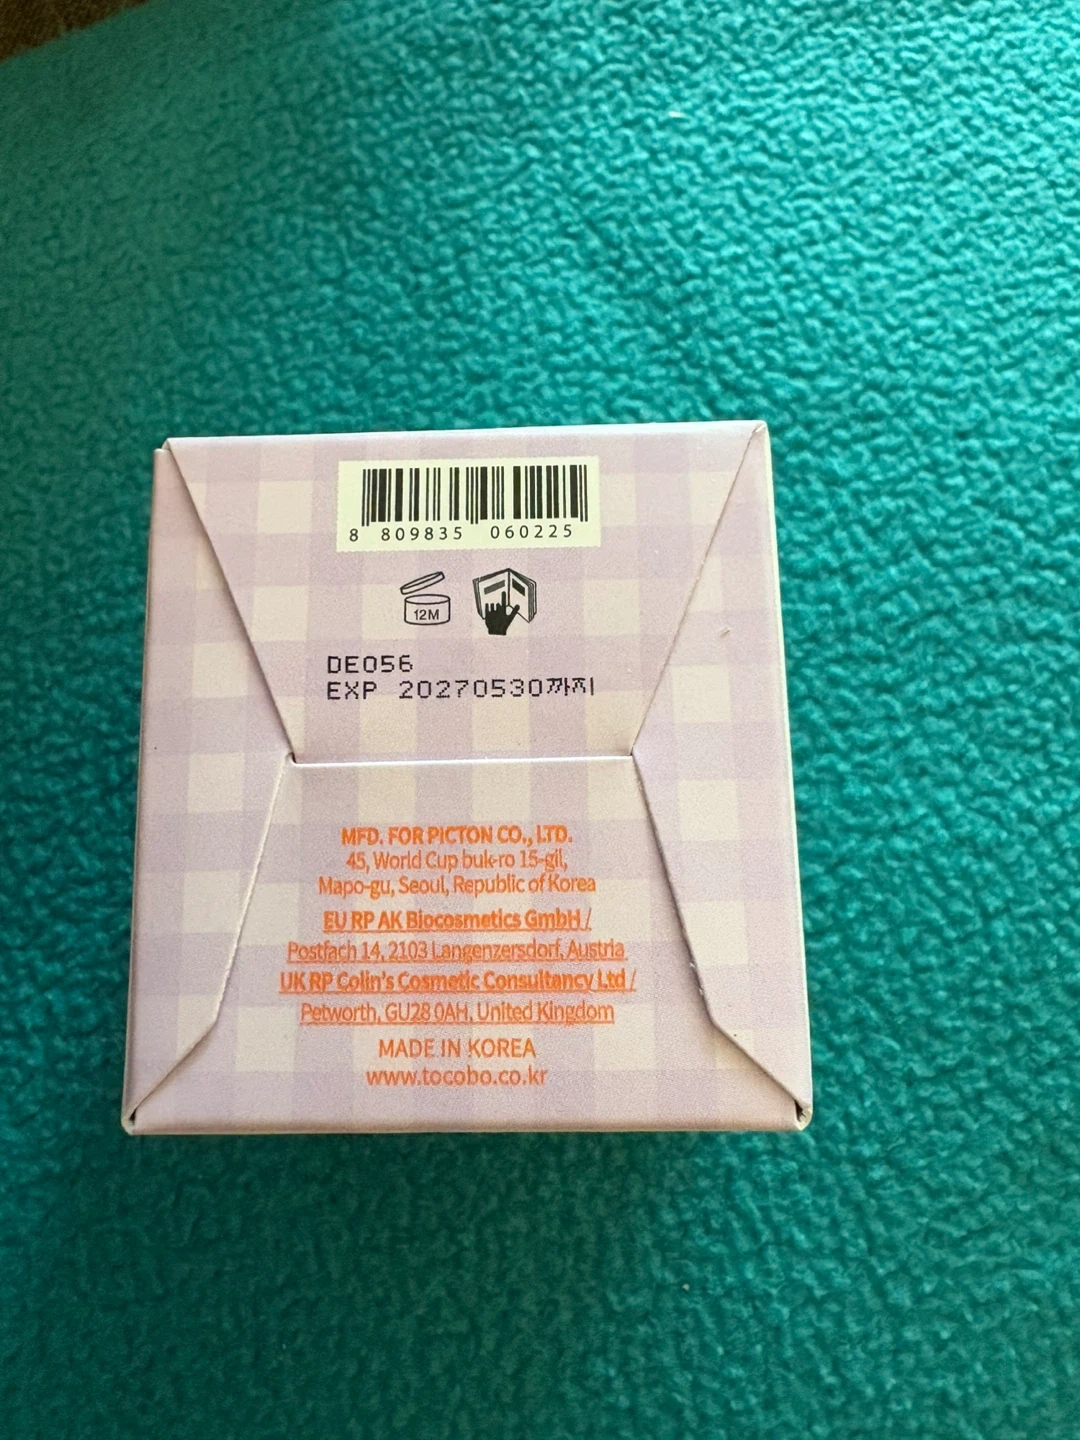 8 809835 060225
12M
DE056
EXP 20270530까지
MFD. FOR PICTON CO., LTD.
45, World Cup buk-ro 15-gil,
Mapo-gu, Seoul, Republic of Korea
EU RP AK Biocosmetics GmbH /
Postfach 14, 2103 Langenzersdorf, Austria
UK RP Colin's Cosmetic Consultancy Ltd /
Petworth, GU28 0AH, United Kingdom
MADE IN KOREA
www.tocobo.co.kr